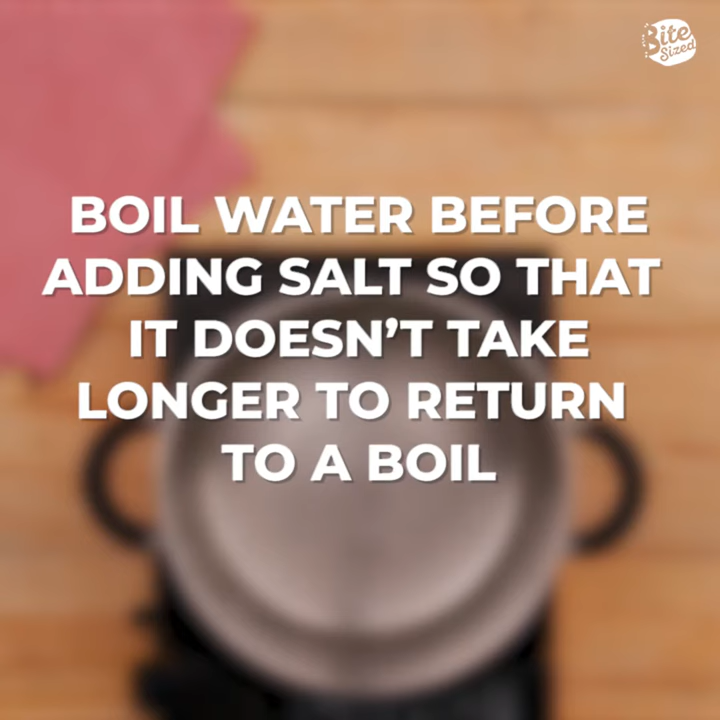 Bite
Sized
BOIL WATER BEFORE
ADDING SALT SO THAT
IT DOESN’T TAKE
LONGER TO RETURN
TO A BOIL